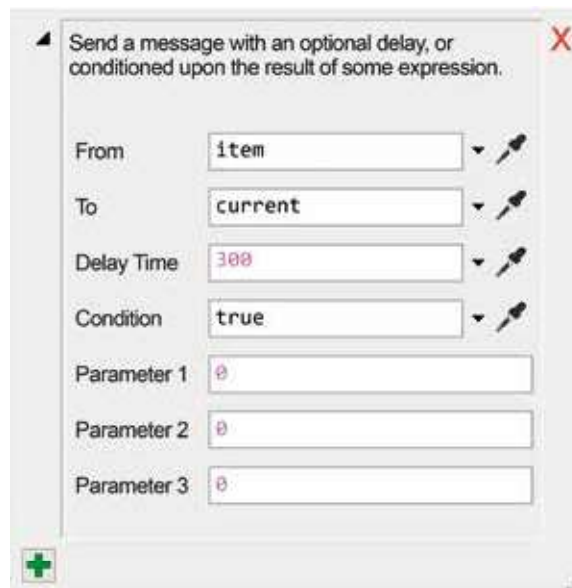 Send a message with an optional delay, or
conditioned upon the result of some expression.
X
From item
To current
Delay Time 300
Condition true
Parameter 1 0
Parameter 2 0
Parameter 3 0